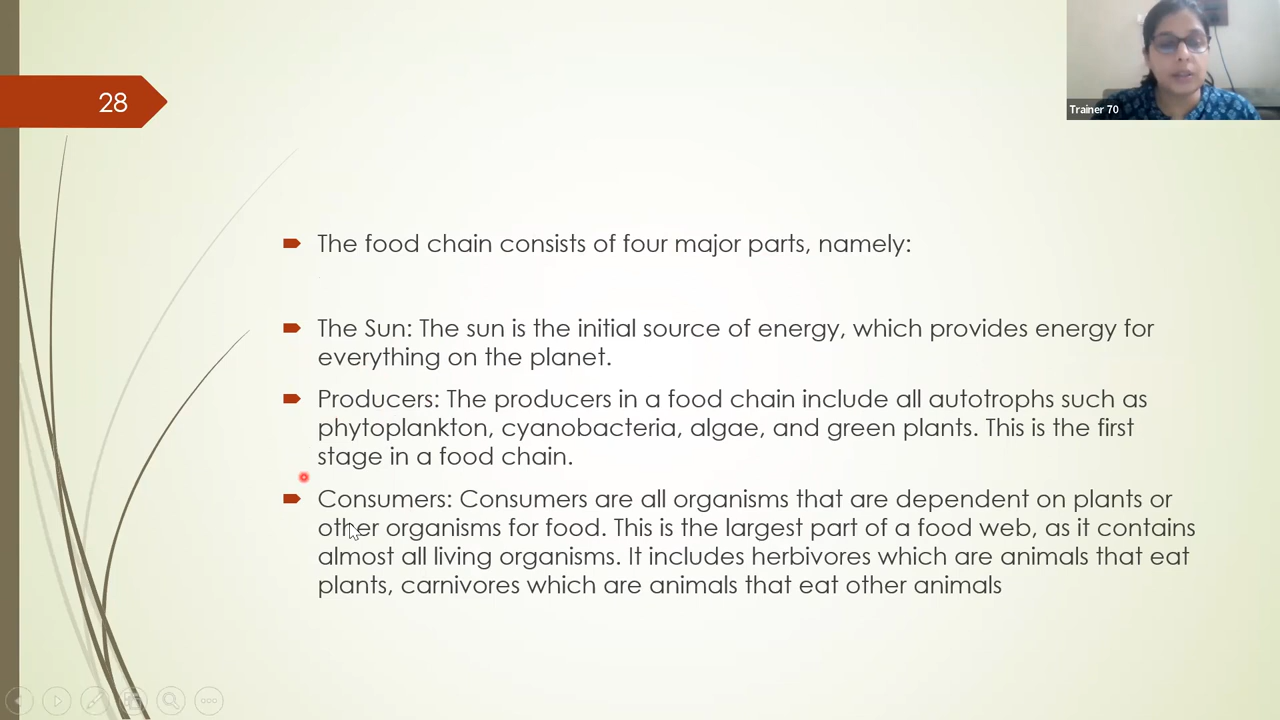 28
Trainer 70
The food chain consists of four major parts, namely:
The Sun: The sun is the initial source of energy, which provides energy for
everything on the planet.
Producers: The producers in a food chain include all autotrophs such as
phytoplankton, cyanobacteria, algae, and green plants. This is the first
stage in a food chain.
Consumers: Consumers are all organisms that are dependent on plants or
other organisms for food. This is the largest part of a food web, as it contains
almost all living organisms. It includes herbivores which are animals that eat
plants, carnivores which are animals that eat other animals